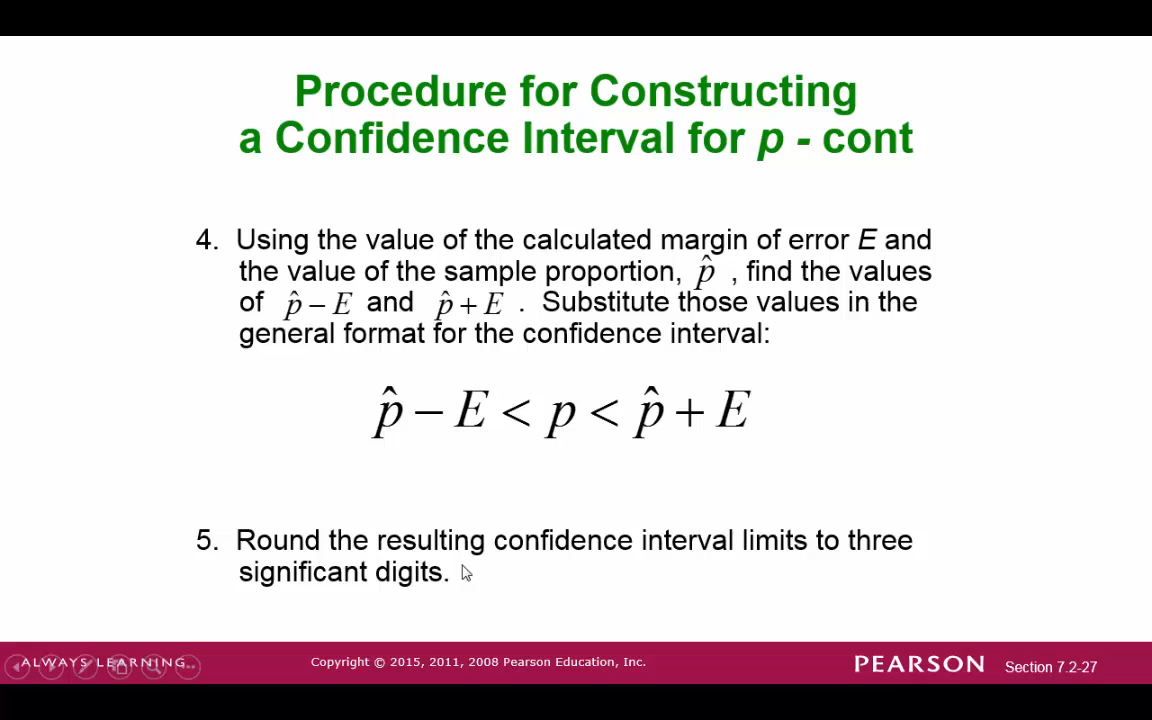 Procedure for Constructing
a Confidence Interval for p - cont
4. Using the value of the calculated margin of error E and
the value of the sample proportion, p̂ , find the values
of p̂ − E and p̂ + E . Substitute those values in the
general format for the confidence interval:
p̂ − E < p < p̂ + E
5. Round the resulting confidence interval limits to three
significant digits.
ALWAYS LEARNING
Copyright © 2015, 2011, 2008 Pearson Education, Inc.
PEARSON
Section 7.2-27